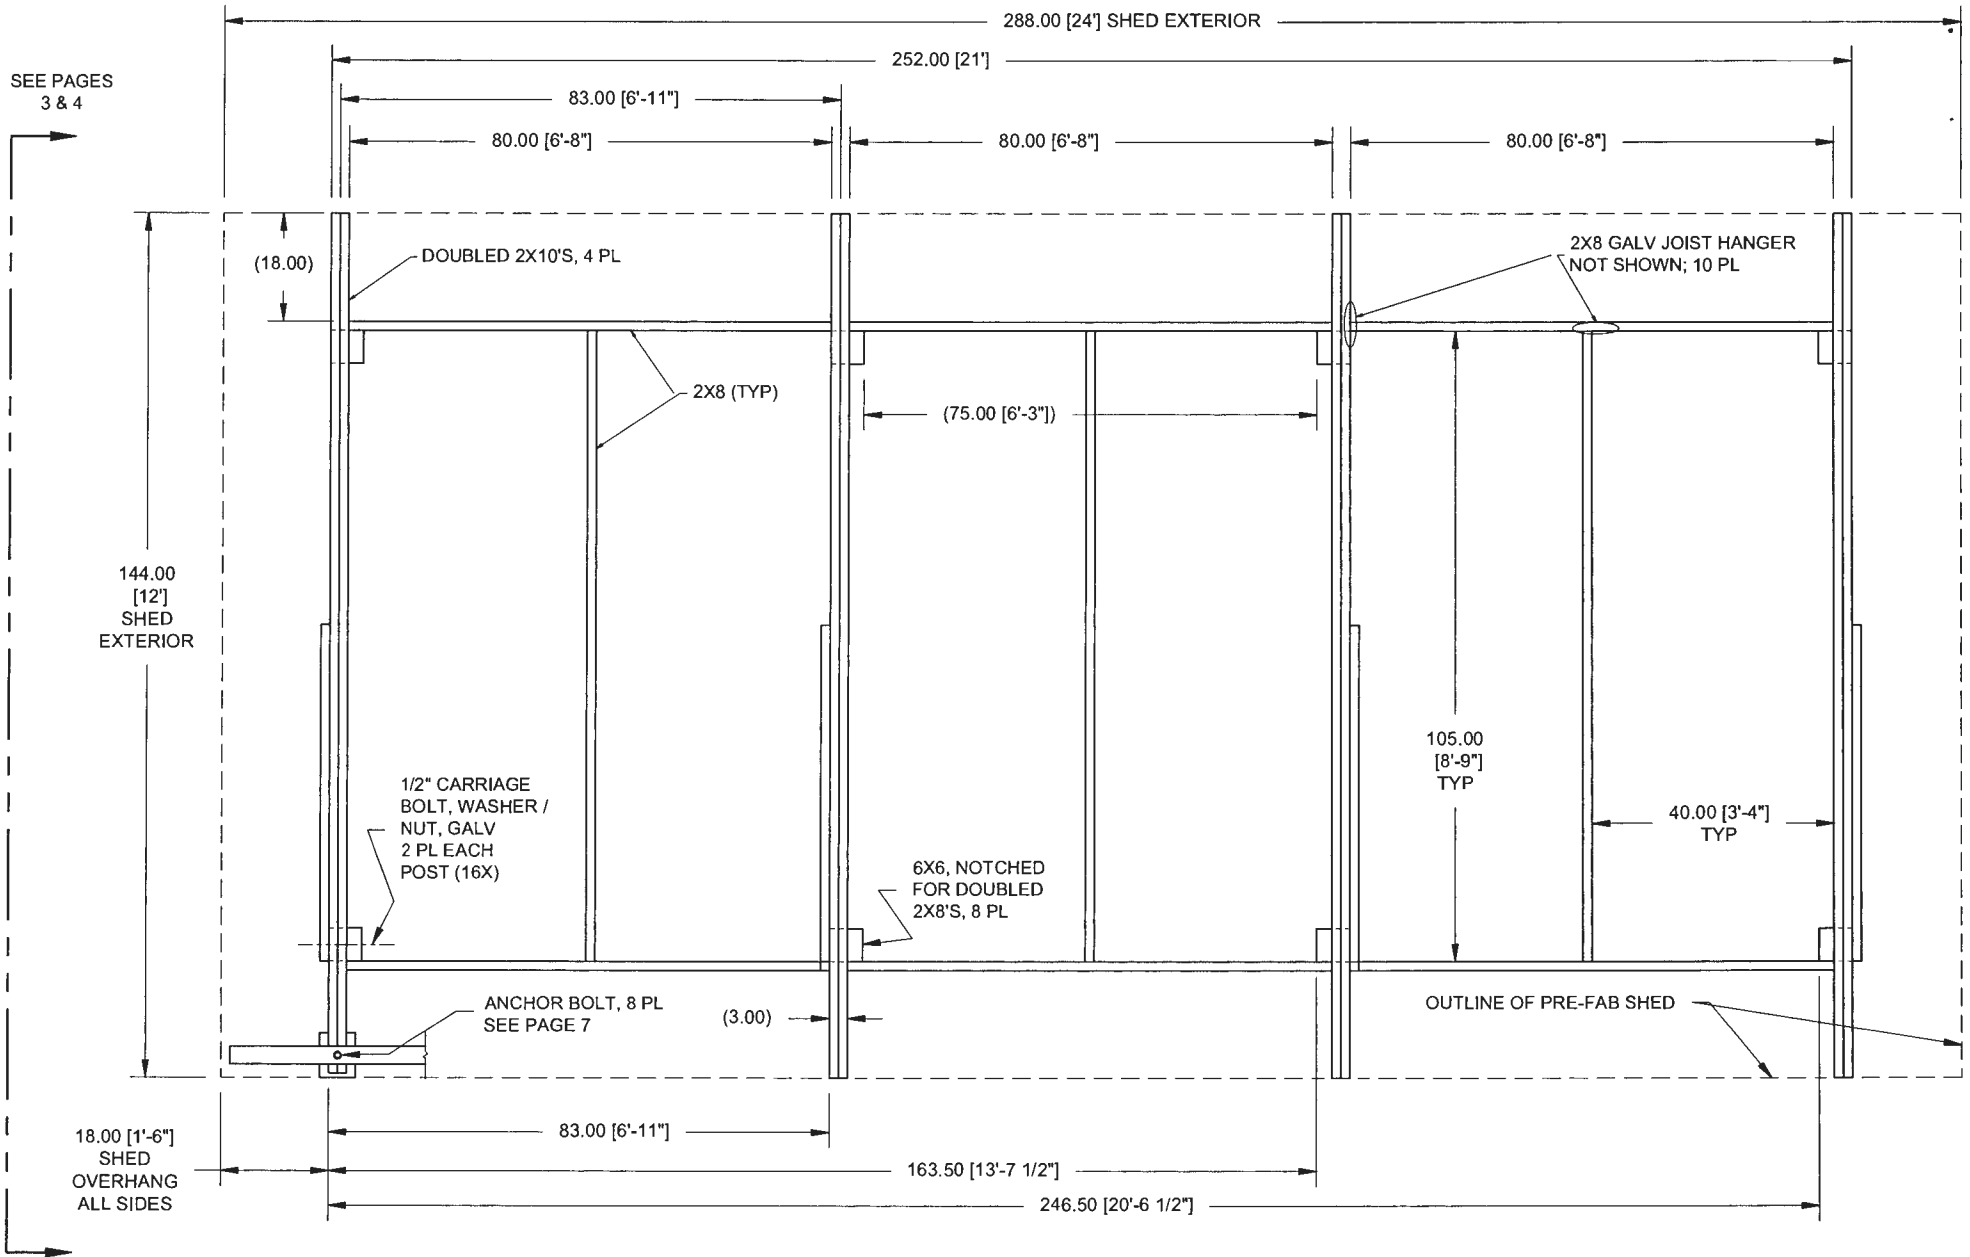 288.00 [24'] SHED EXTERIOR
252.00 [21']
SEE PAGES
3 & 4
83.00 [6'-11"]
80.00 [6'-8"]
80.00 [6'-8"]
80.00 [6'-8"]
(18.00)
DOUBLED 2X10'S, 4 PL
2X8 GALV JOIST HANGER
NOT SHOWN; 10 PL
2X8 (TYP)
(75.00 [6'-3"])
144.00
[12']
SHED
EXTERIOR
105.00
[8'-9"]
TYP
40.00 [3'-4"]
TYP
1/2" CARRIAGE
BOLT, WASHER /
NUT, GALV
2 PL EACH
POST (16X)
6X6, NOTCHED
FOR DOUBLED
2X8'S, 8 PL
ANCHOR BOLT, 8 PL
SEE PAGE 7
(3.00)
OUTLINE OF PRE-FAB SHED
18.00 [1'-6"]
SHED
OVERHANG
ALL SIDES
83.00 [6'-11"]
163.50 [13'-7 1/2"]
246.50 [20'-6 1/2"]